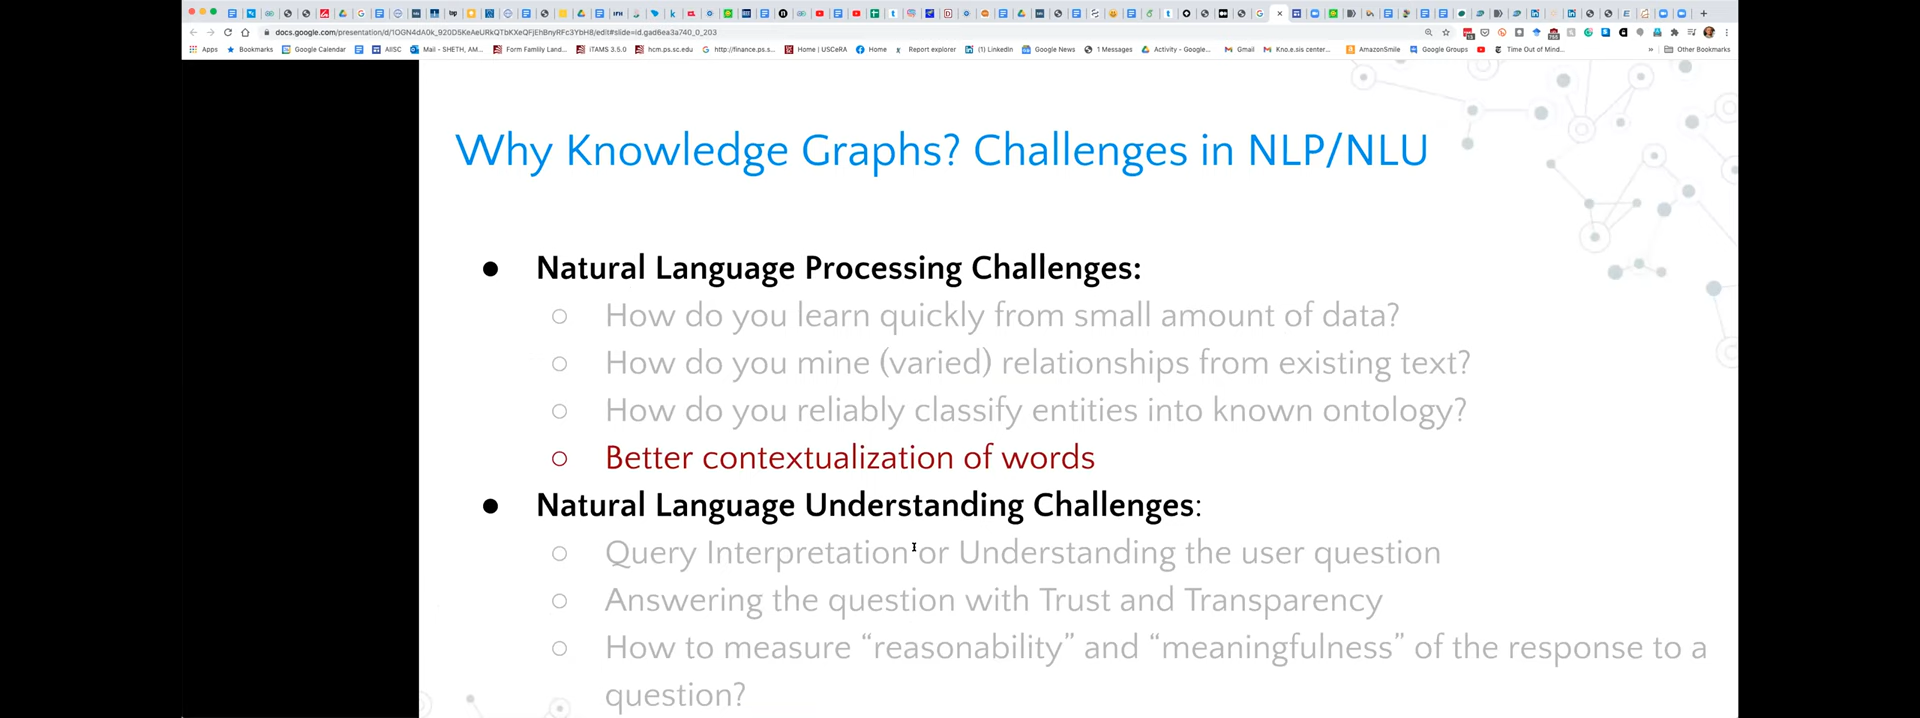 docs.google.com/presentation/d/1OGN4dA0k_920D5KeAeURkQTbKXeQFjEhBnyRFc3YbH8/edit#slide=id.gad6ea3a740_0_203
Apps Bookmarks Google Calendar AIISC Mail - SHETH, AM... Form Famliy Land... iTAMS 3.5.0 hcm.ps.sc.edu http://finance.ps.s... Home | USCeRA Home Report explorer (1) LinkedIn Google News 1 Messages Activity - Google... Gmail Kno.e.sis center... AmazonSmile Google Groups Time Out of Mind... » Other Bookmarks
Why Knowledge Graphs? Challenges in NLP/NLU
● Natural Language Processing Challenges:
○ How do you learn quickly from small amount of data?
○ How do you mine (varied) relationships from existing text?
○ How do you reliably classify entities into known ontology?
○ Better contextualization of words
● Natural Language Understanding Challenges:
○ Query Interpretation or Understanding the user question
○ Answering the question with Trust and Transparency
○ How to measure “reasonability” and “meaningfulness” of the response to a
question?